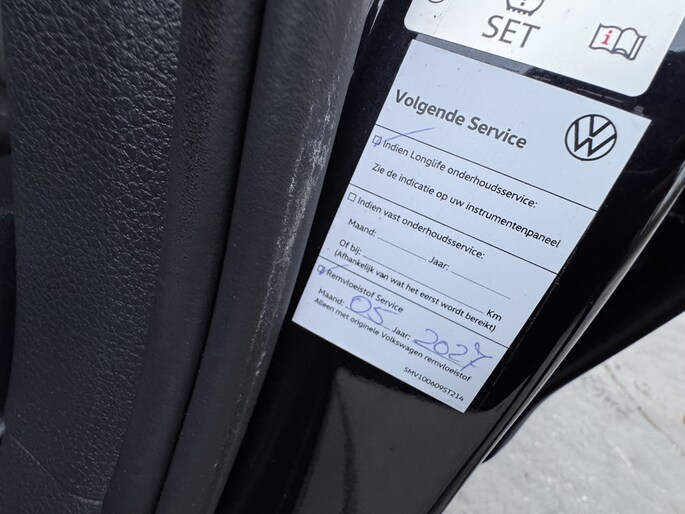 SET
Volgende Service
Indien Longlife onderhoudsservice:
Zie de indicatie op uw instrumentenpaneel
Indien vast onderhoudsservice:
Maand: Jaar:
Of bij: Km
(Afhankelijk van wat het eerst wordt bereikt)
Remvloeistof Service
Maand: 05 Jaar: 2027
Alleen met originele Volkswagen remvloeistof
5MV1006095T214